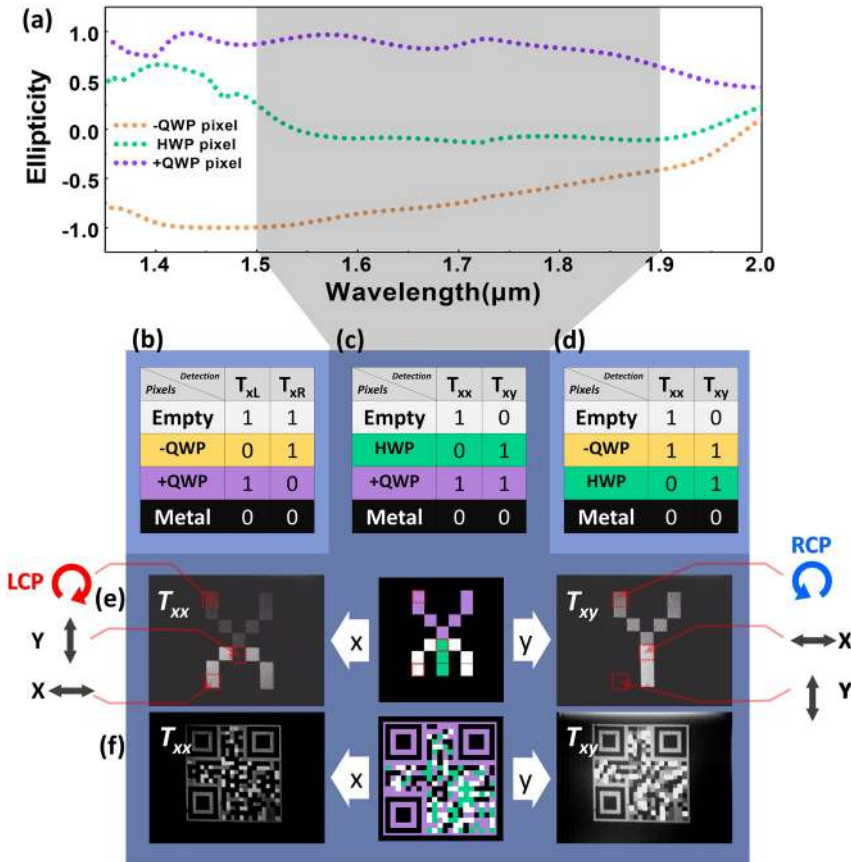 (a)
1.0
0.5
0.0
-0.5
-1.0
Ellipticity
-QWP pixel
HWP pixel
+QWP pixel
1.4 1.5 1.6 1.7 1.8 1.9 2.0
Wavelength(μm)
(b) (c) (d)
Detection
Pixels
TxL TxR
Empty 1 1
-QWP 0 1
+QWP 1 0
Metal 0 0
Detection
Pixels
Txx Txy
Empty 1 0
HWP 0 1
+QWP 1 1
Metal 0 0
Detection
Pixels
Txx Txy
Empty 1 0
-QWP 1 1
HWP 0 1
Metal 0 0
LCP
(e)
Txx
x
y
Txy
RCP
Y
X
X
Y
(f)
Txx
x
y
Txy